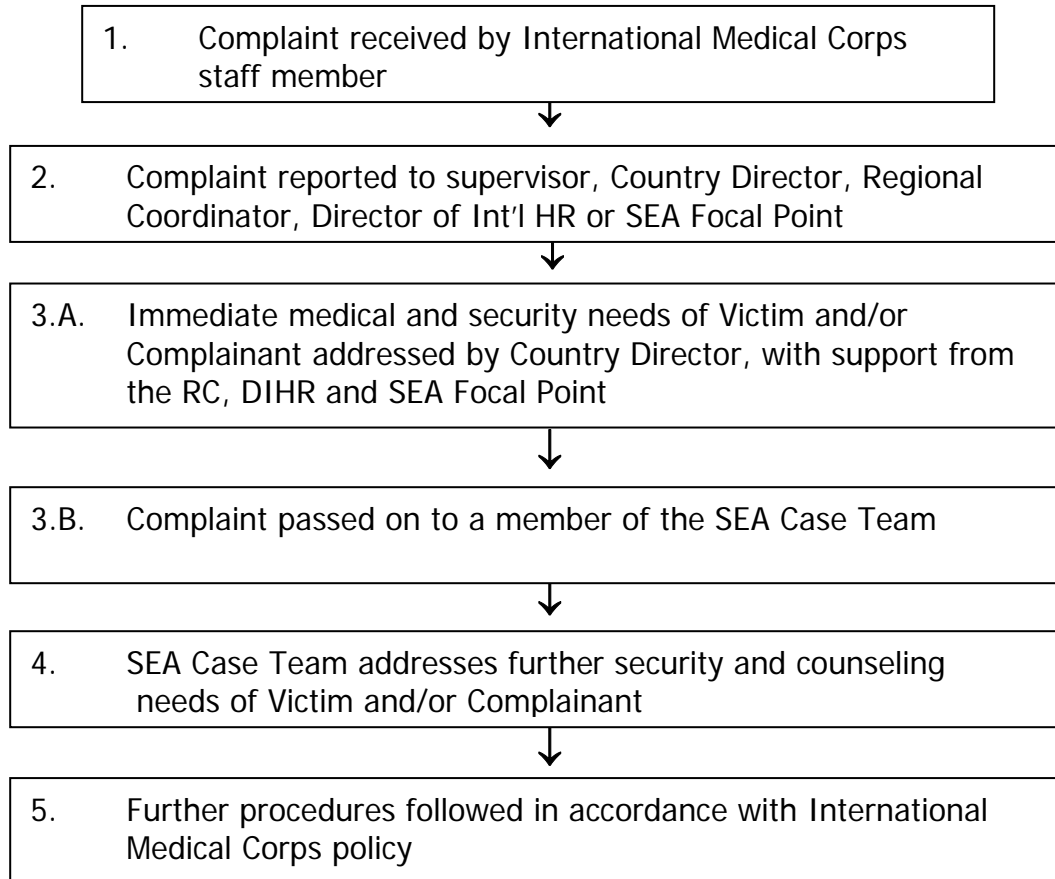 1. Complaint received by International Medical Corps
staff member
2. Complaint reported to supervisor, Country Director, Regional
Coordinator, Director of Int'l HR or SEA Focal Point
3.A. Immediate medical and security needs of Victim and/or
Complainant addressed by Country Director, with support from
the RC, DIHR and SEA Focal Point
3.B. Complaint passed on to a member of the SEA Case Team
4. SEA Case Team addresses further security and counseling
needs of Victim and/or Complainant
5. Further procedures followed in accordance with International
Medical Corps policy